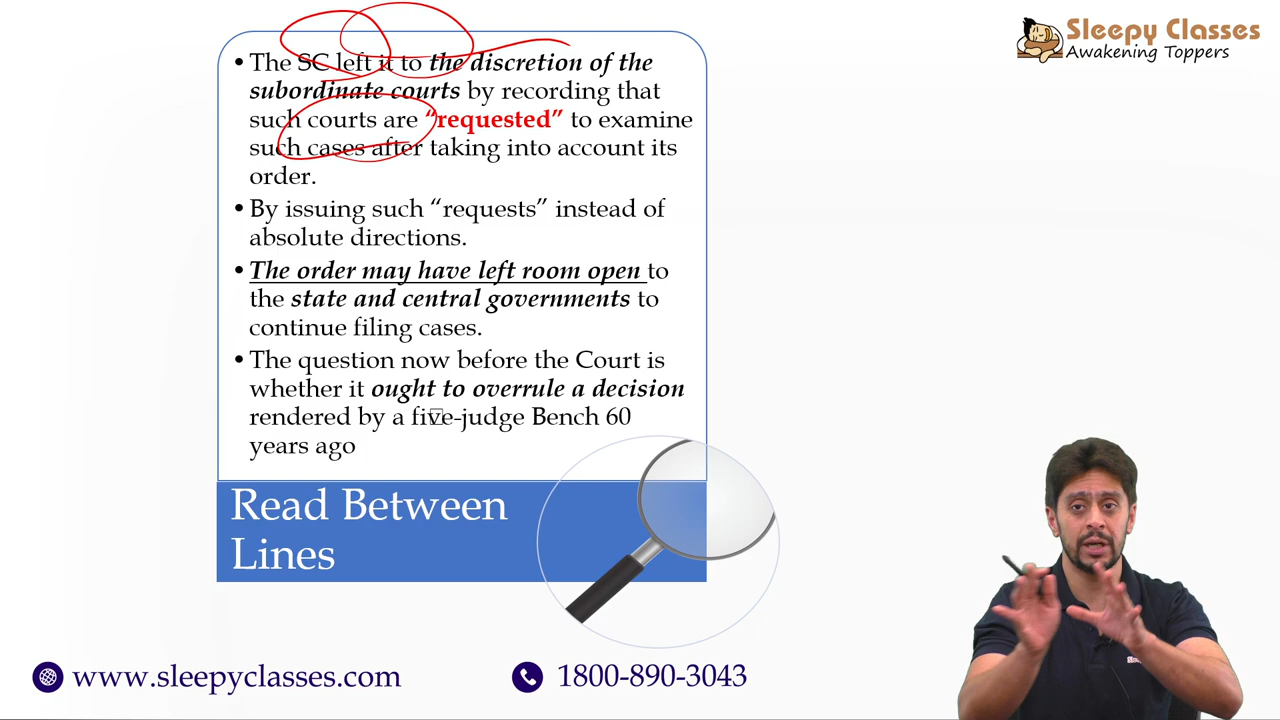 Sleepy Classes
Awakening Toppers
• The SC left it to the discretion of the
subordinate courts by recording that
such courts are “requested” to examine
such cases after taking into account its
order.
• By issuing such “requests” instead of
absolute directions.
• The order may have left room open to
the state and central governments to
continue filing cases.
• The question now before the Court is
whether it ought to overrule a decision
rendered by a five-judge Bench 60
years ago
Read Between
Lines
www.sleepyclasses.com
1800-890-3043